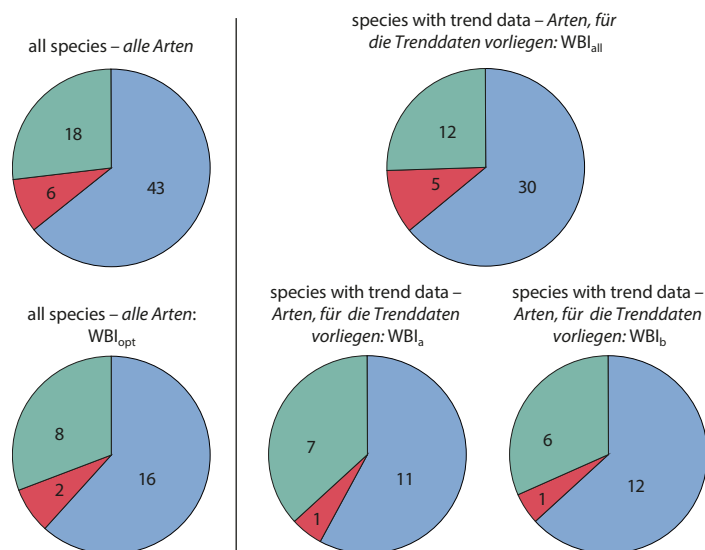 all species – alle Arten
18
6
43
species with trend data – Arten, für
die Trenddaten vorliegen: WBIall
12
5
30
all species – alle Arten:
WBIopt
8
2
16
species with trend data –
Arten, für die Trenddaten
vorliegen: WBIa
7
1
11
species with trend data –
Arten, für die Trenddaten
vorliegen: WBIb
6
1
12